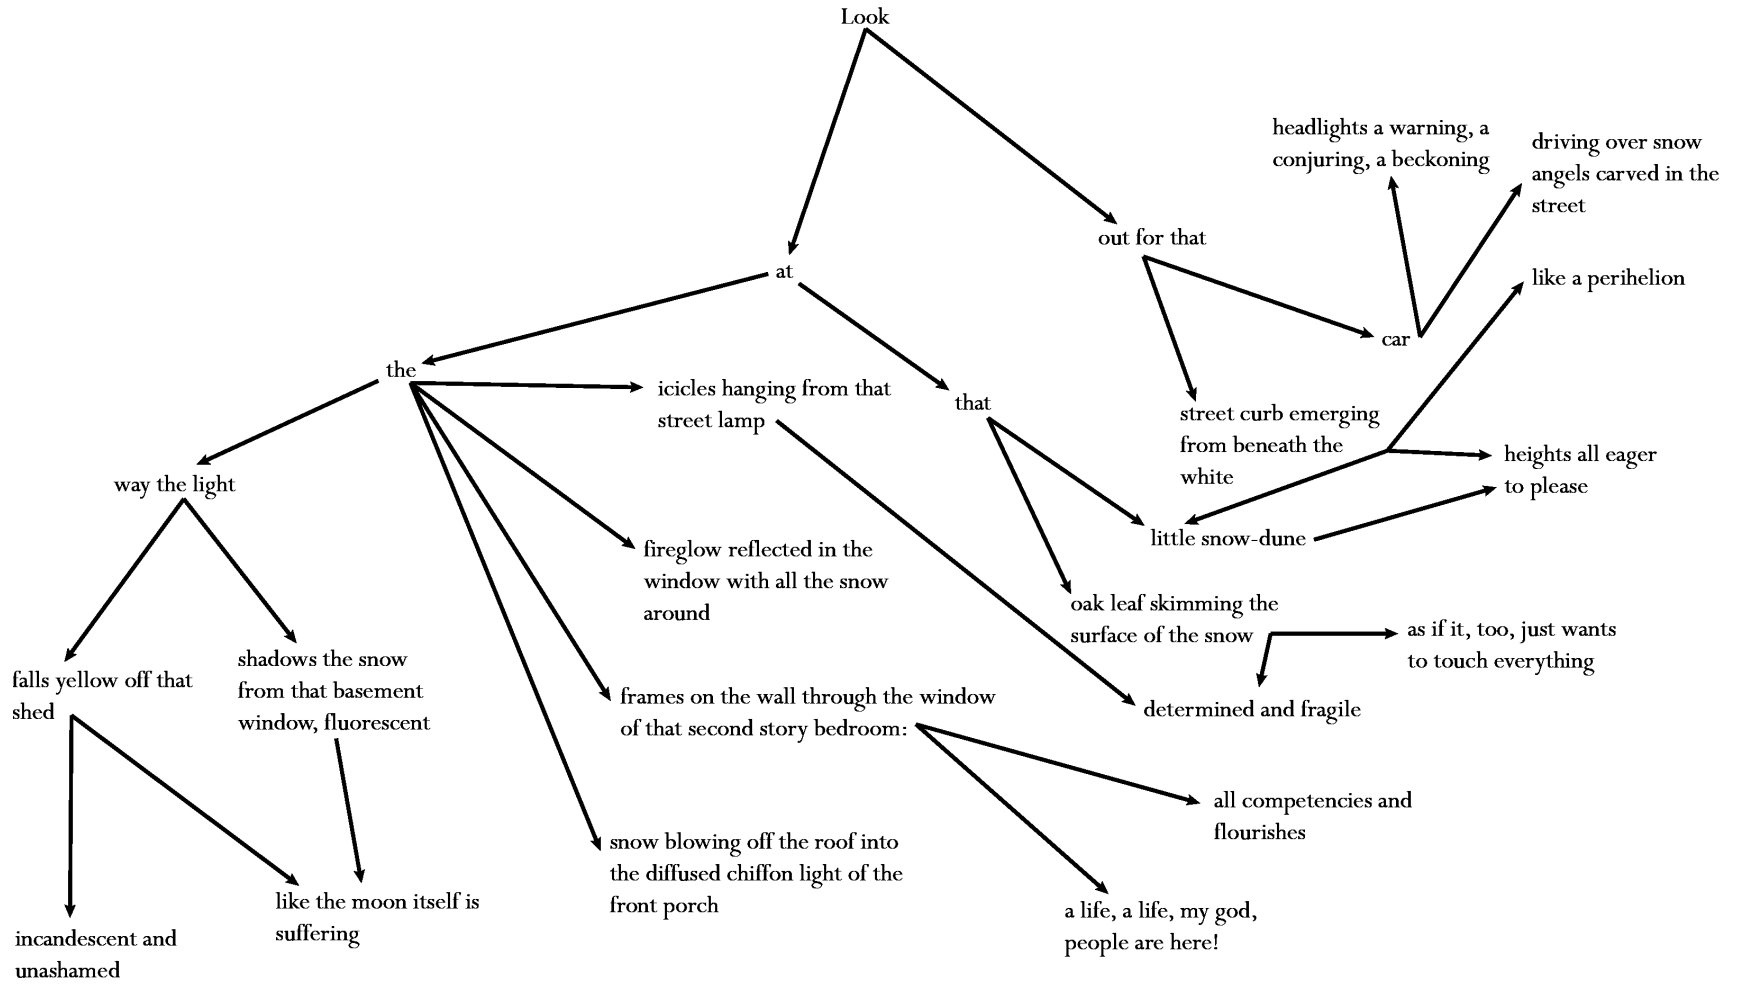 Look
headlights a warning, a
conjuring, a beckoning
driving over snow
angels carved in the
street
out for that
at
like a perihelion
car
the
icicles hanging from that
street lamp
that
street curb emerging
from beneath the
white
heights all eager
to please
way the light
little snow-dune
fireglow reflected in the
window with all the snow
around
oak leaf skimming the
surface of the snow
as if it, too, just wants
to touch everything
falls yellow off that
shed
shadows the snow
from that basement
window, fluorescent
frames on the wall through the window
of that second story bedroom:
determined and fragile
all competencies and
flourishes
snow blowing off the roof into
the diffused chiffon light of the
front porch
like the moon itself is
suffering
a life, a life, my god,
people are here!
incandescent and
unashamed